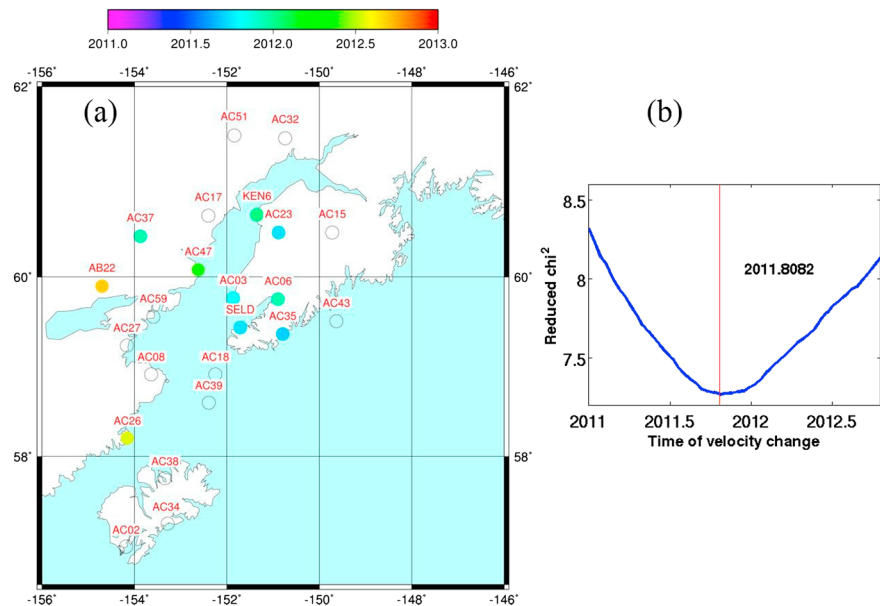 2011.0 2011.5 2012.0 2012.5 2013.0
-156° -154° -152° -150° -148° -146°
62° 62°
(a) (b)
AC51 AC32
AC17 KEN6
AC37 AC23 AC15
AC47
60° 60°
AB22 AC03 AC06
AC59 SELD AC35 AC43
AC27
AC08 AC18
AC39
AC26
58° 58°
AC38
AC34
AC02
-156° -154° -152° -150° -148° -146°
8.5
8
7.5
Reduced chi²
2011.8082
2011 2011.5 2012 2012.5
Time of velocity change